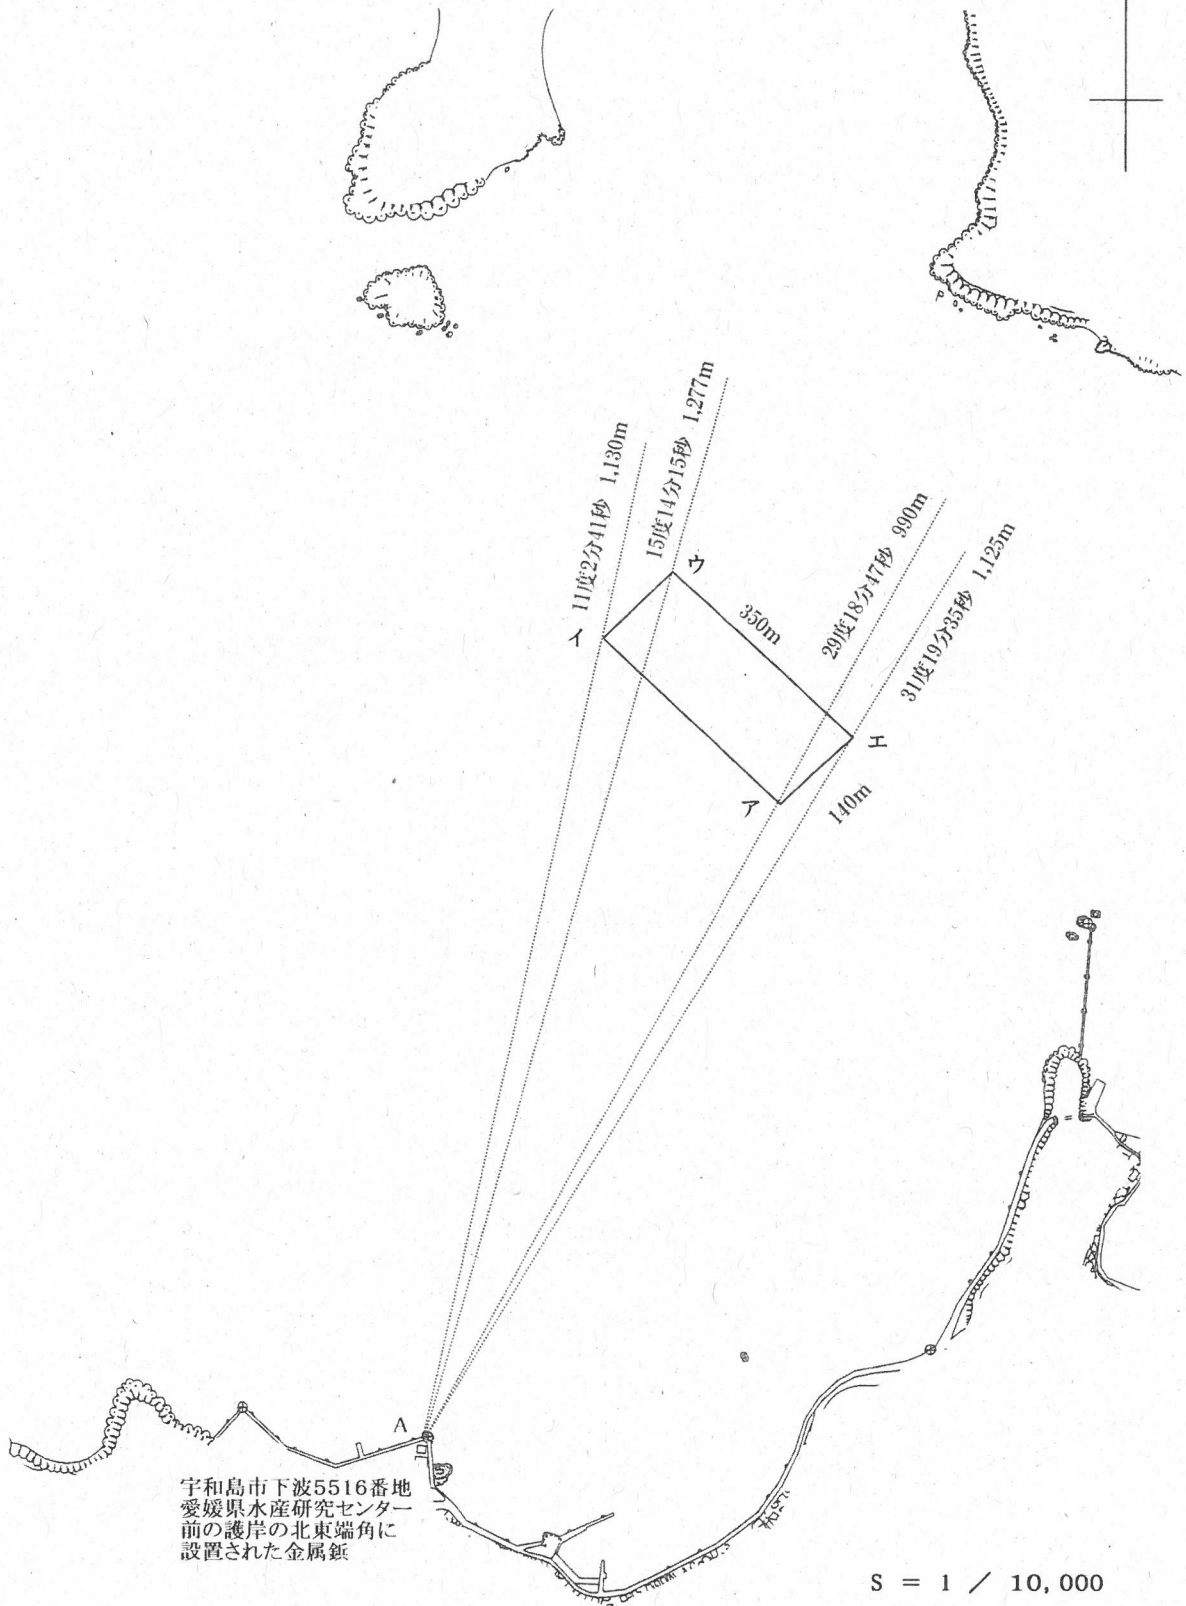 11度2分41秒 1,130m
15度14分15秒 1,277m
29度18分47秒 990m
31度19分35秒 1,125m
ウ
イ
350m
エ
ア
140m
A
宇和島市下波5516番地
愛媛県水産研究センター
前の護岸の北東端角に
設置された金属鋲
S = 1 / 10,000